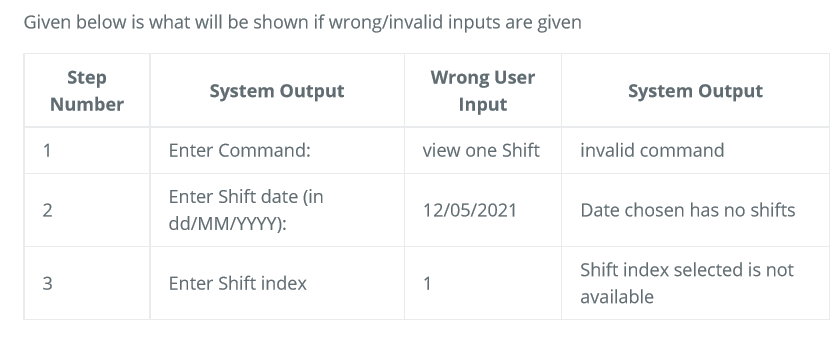 Given below is what will be shown if wrong/invalid inputs are given
Step Number System Output Wrong User Input System Output
1 Enter Command: view one Shift invalid command
2 Enter Shift date (in dd/MM/YYYY): 12/05/2021 Date chosen has no shifts
3 Enter Shift index 1 Shift index selected is not available